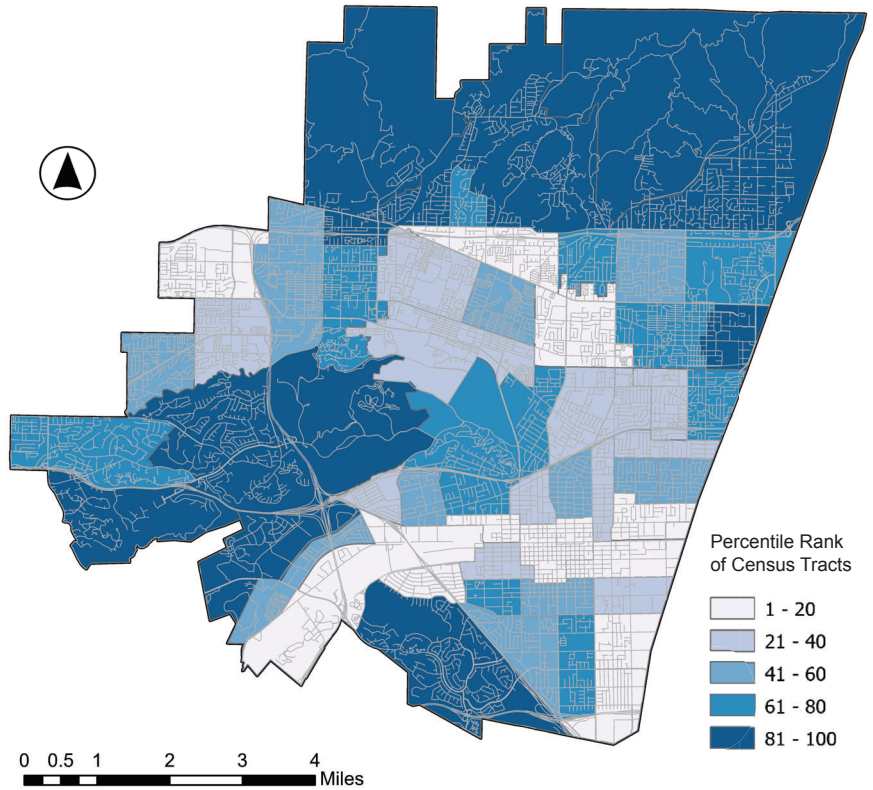 Percentile Rank
of Census Tracts
1 - 20
21 - 40
41 - 60
61 - 80
81 - 100
0 0.5 1 2 3 4
Miles